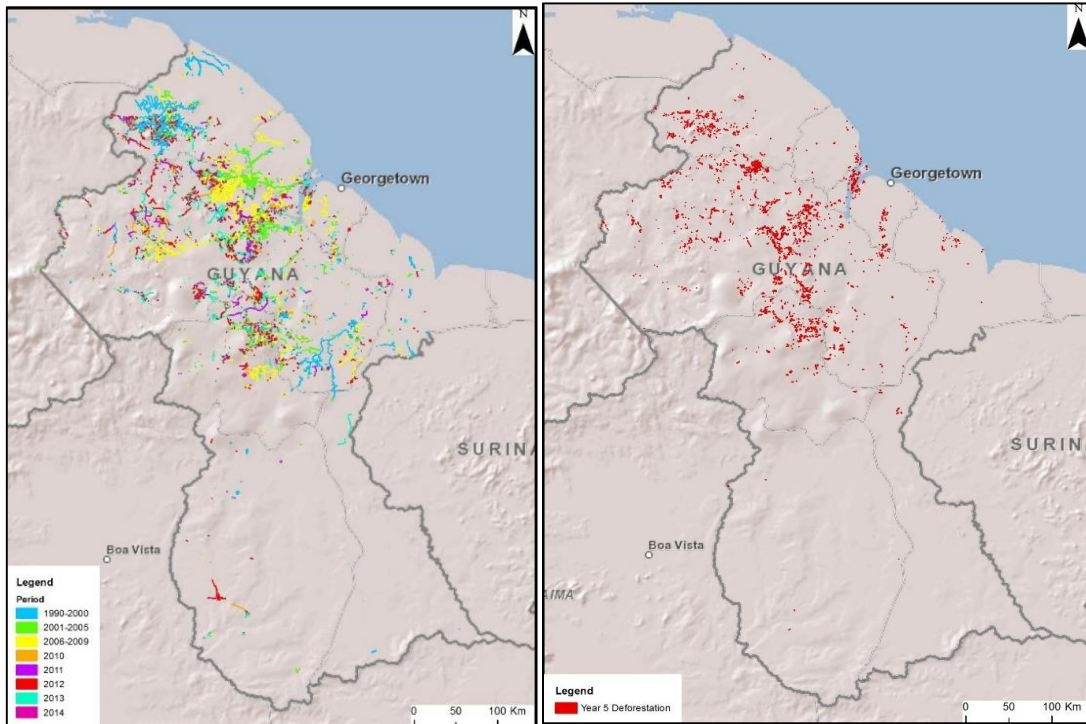 N
Georgetown
GUYANA
SURINA
Boa Vista
Legend
Period
1990-2000
2001-2005
2006-2009
2010
2011
2012
2013
2014
0 50 100 Km
N
Georgetown
GUYANA
SURIN
Boa Vista
AIMA
Legend
Year 5 Deforestation
0 50 100 Km